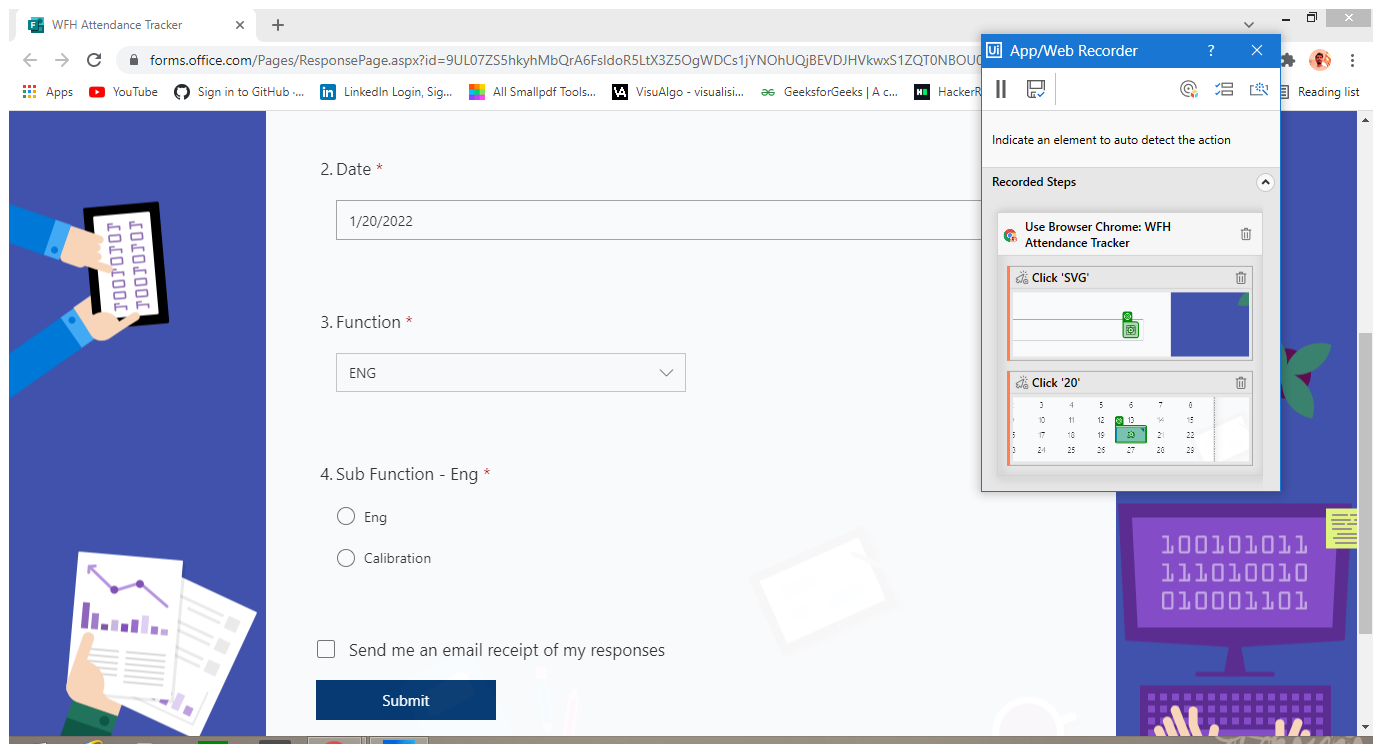 WFH Attendance Tracker
forms.office.com/Pages/ResponsePage.aspx?id=
Apps
YouTube
Sign in to GitHub ·...
LinkedIn Login, Sig...
All Smallpdf Tools...
VisuAlgo - visualisi...
GeeksforGeeks | A c...
HackerR
Reading list
2. Date *
1/20/2022
3. Function *
ENG
4. Sub Function - Eng *
Eng
Calibration
Send me an email receipt of my responses
Submit
Ui App/Web Recorder ?
Indicate an element to auto detect the action
Recorded Steps
Use Browser Chrome: WFH
Attendance Tracker
Click 'SVG'
Click '20'
3 4 5 6 7 8
10 11 12 13 14 15
17 18 19 20 21 22
24 25 26 27 28 29
100101011
111010010
010001101